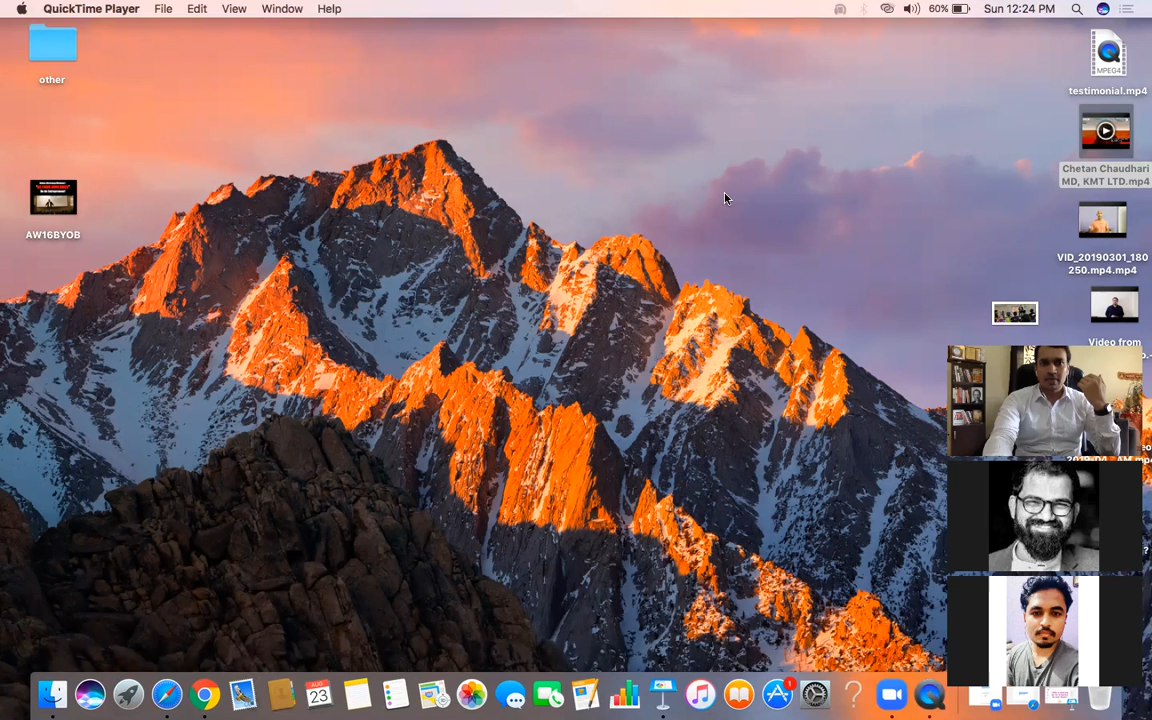 QuickTime Player File Edit View Window Help 60% Sun 12:24 PM
other
MPEG4
testimonial.mp4
Chetan Chaudhari
MD, KMT LTD.mp4
AW16BYOB
VID_20190301_180
250.mp4.mp4
Video from
AUG
23
1